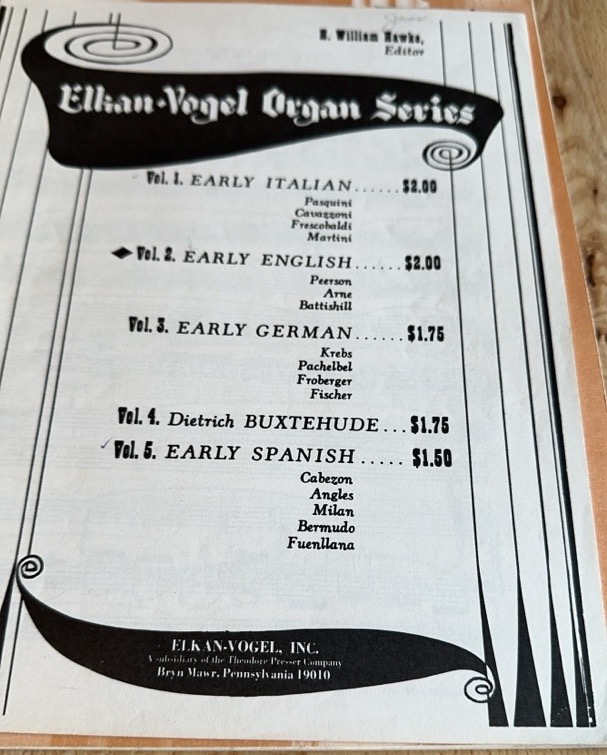 H. William Hawke,
Editor
Elkan-Vogel Organ Series
Vol. 1. EARLY ITALIAN......$2.00
Pasquini
Cavazzoni
Frescobaldi
Martini
Vol. 2. EARLY ENGLISH......$2.00
Peerson
Arne
Battishill
Vol. 3. EARLY GERMAN......$1.75
Krebs
Pachelbel
Froberger
Fischer
Vol. 4. Dietrich BUXTEHUDE...$1.75
Vol. 5. EARLY SPANISH.....$1.50
Cabezon
Angles
Milan
Bermudo
Fuenllana
ELKAN-VOGEL, INC.
A subsidiary of the Theodore Presser Company
Bryn Mawr, Pennsylvania 19010